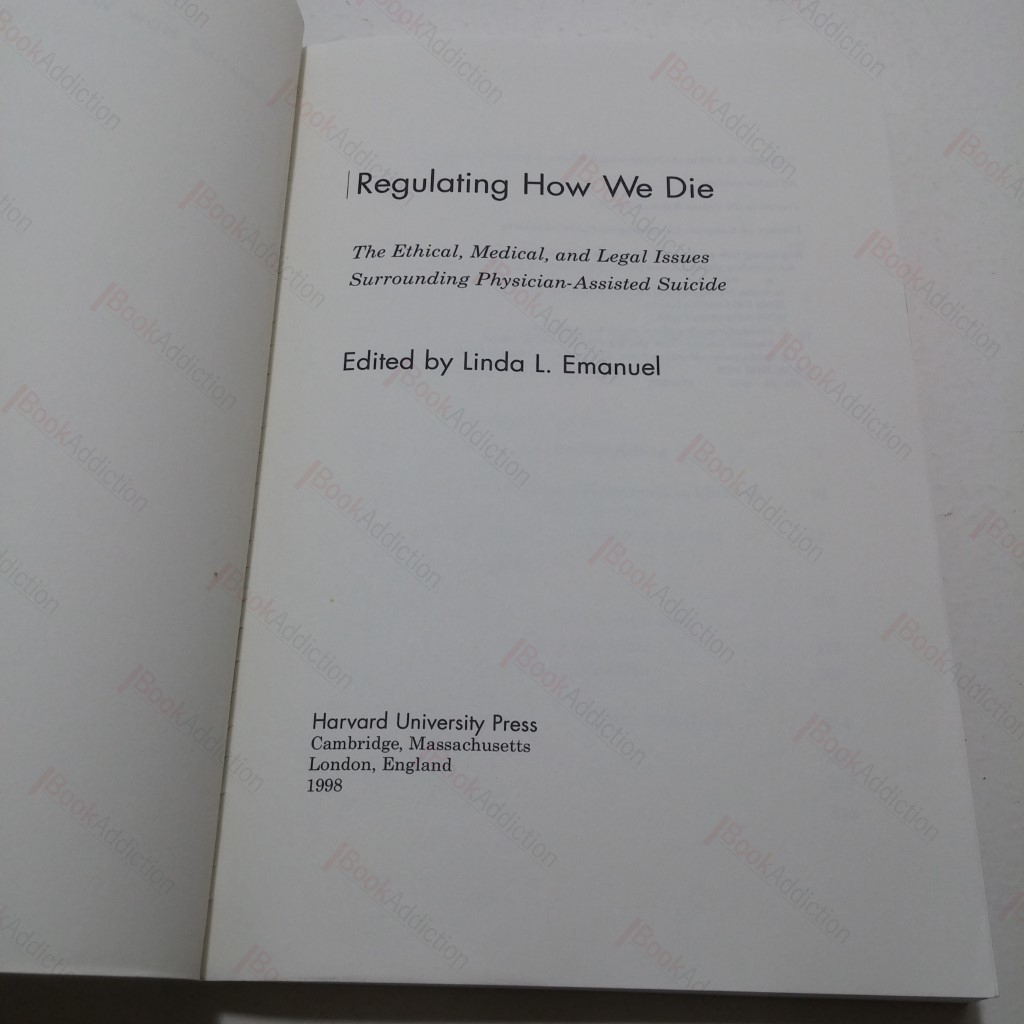 Regulating How We Die
The Ethical, Medical, and Legal Issues
Surrounding Physician-Assisted Suicide
Edited by Linda L. Emanuel
Harvard University Press
Cambridge, Massachusetts
London, England
1998
BookAddiction